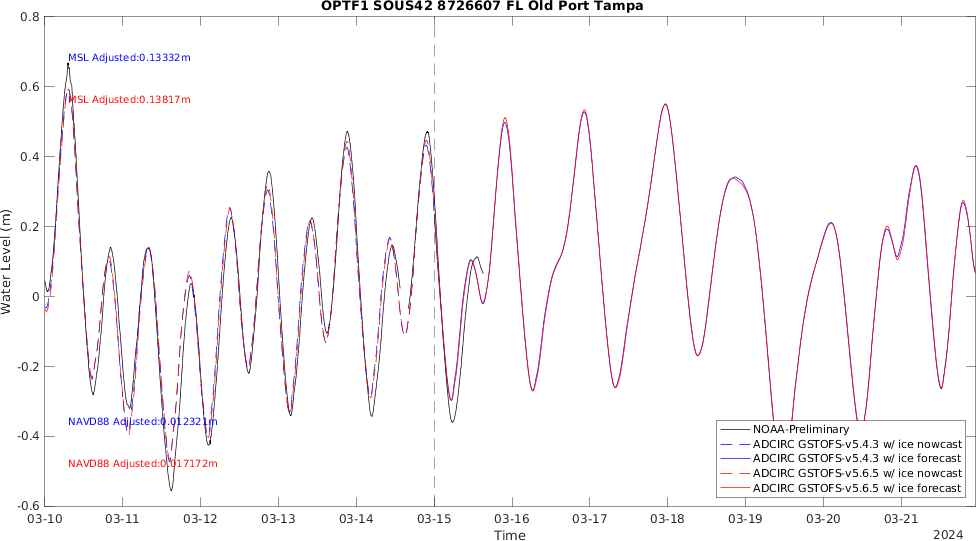 OPTF1 SOUS42 8726607 FL Old Port Tampa
Water Level (m)
0.8
0.6
0.4
0.2
0
-0.2
-0.4
-0.6
MSL Adjusted:0.13332m
MSL Adjusted:0.13817m
NAVD88 Adjusted:0.012321m
NAVD88 Adjusted:0.017172m
NOAA-Preliminary
ADCIRC GSTOFS-v5.4.3 w/ ice nowcast
ADCIRC GSTOFS-v5.4.3 w/ ice forecast
ADCIRC GSTOFS-v5.6.5 w/ ice nowcast
ADCIRC GSTOFS-v5.6.5 w/ ice forecast
03-10 03-11 03-12 03-13 03-14 03-15 03-16 03-17 03-18 03-19 03-20 03-21
Time
2024